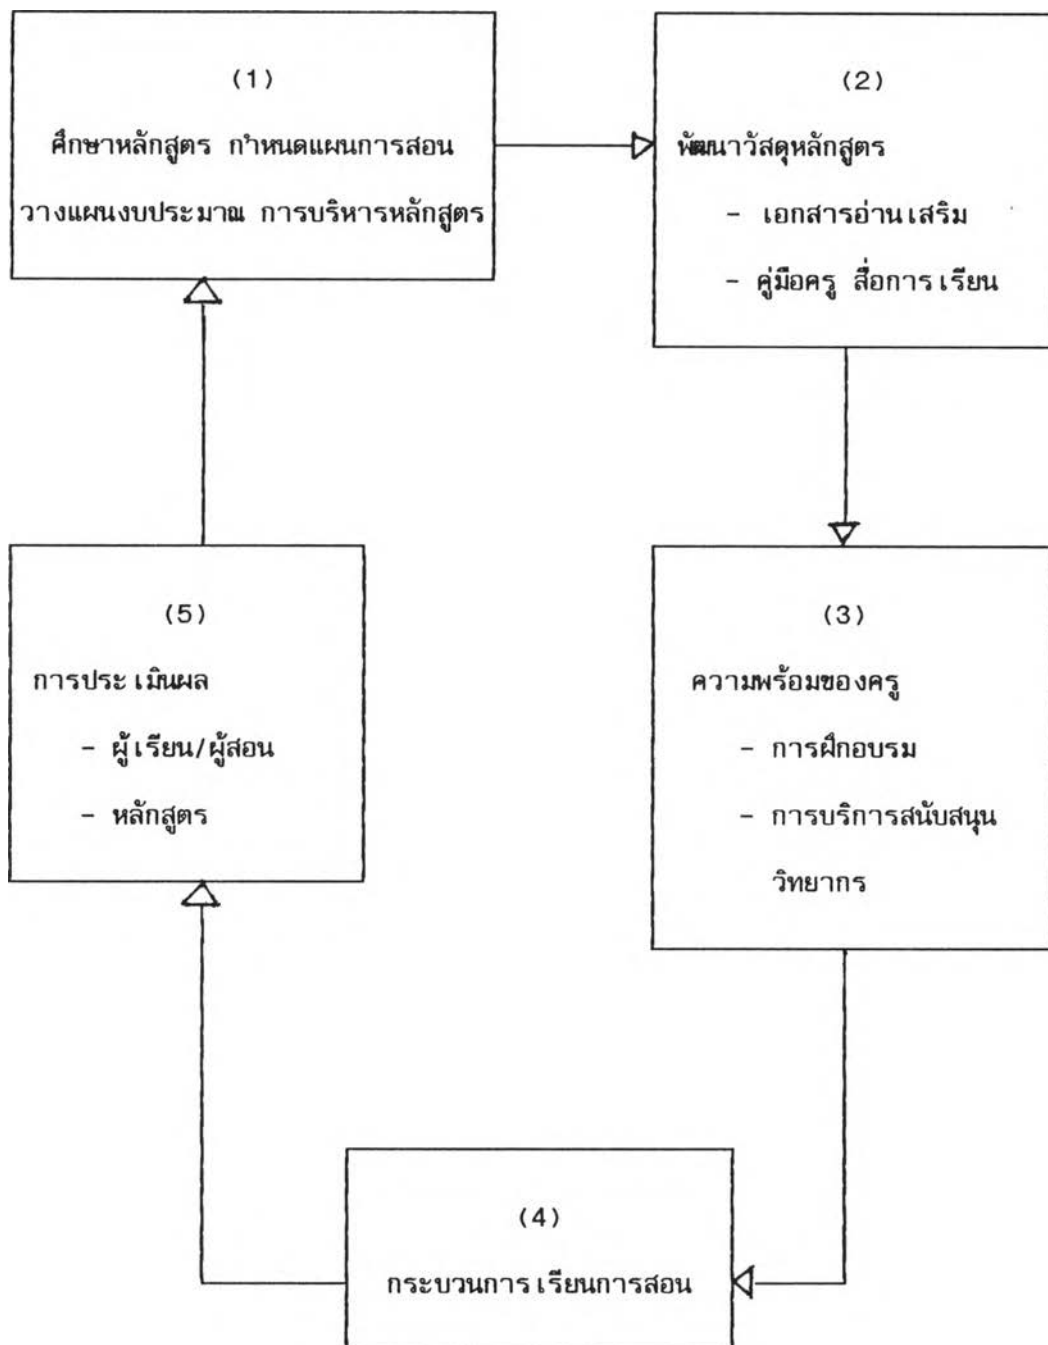 (1)
ศึกษาหลักสูตร กำหนดแผนการสอน
วางแผนงบประมาณ การบริหารหลักสูตร
(2)
พัฒนาวัสดุหลักสูตร
- เอกสารอ่านเสริม
- คู่มือครู สื่อการเรียน
(3)
ความพร้อมของครู
- การฝึกอบรม
- การบริการสนับสนุน
วิทยากร
(4)
กระบวนการเรียนการสอน
(5)
การประเมินผล
- ผู้เรียน/ผู้สอน
- หลักสูตร